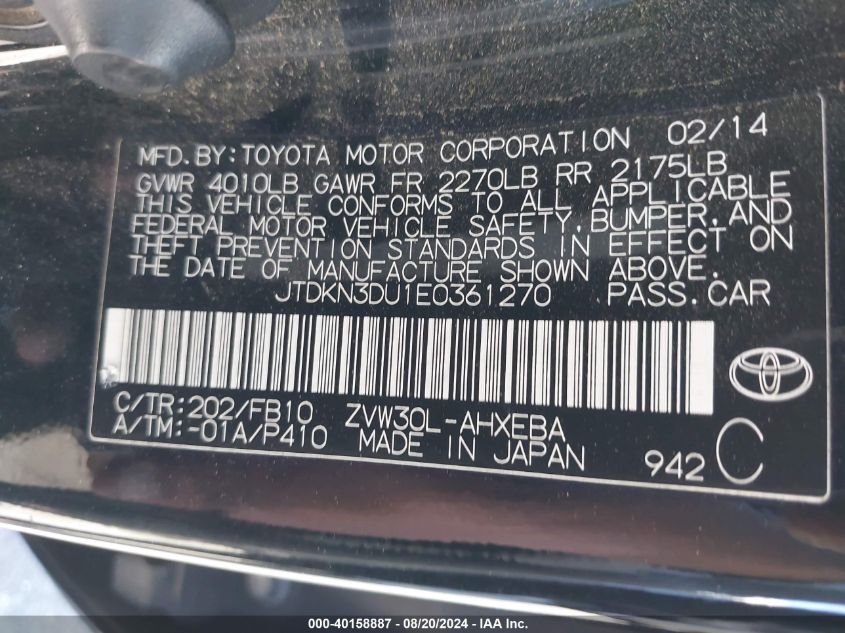 MFD. BY: TOYOTA MOTOR CORPORATION 02/14
GVWR 4010LB GAWR FR 2270LB RR 2175LB
THIS VEHICLE CONFORMS TO ALL APPLICABLE
FEDERAL MOTOR VEHICLE SAFETY, BUMPER, AND
THEFT PREVENTION STANDARDS IN EFFECT ON
THE DATE OF MANUFACTURE SHOWN ABOVE.
JTDKN3DU1E0361270 PASS. CAR
C/TR: 202/FB10 ZVW30L-AHXEBA
A/TM: -01A/P410 MADE IN JAPAN 942 C
000-40158887 - 08/20/2024 - IAAI.com